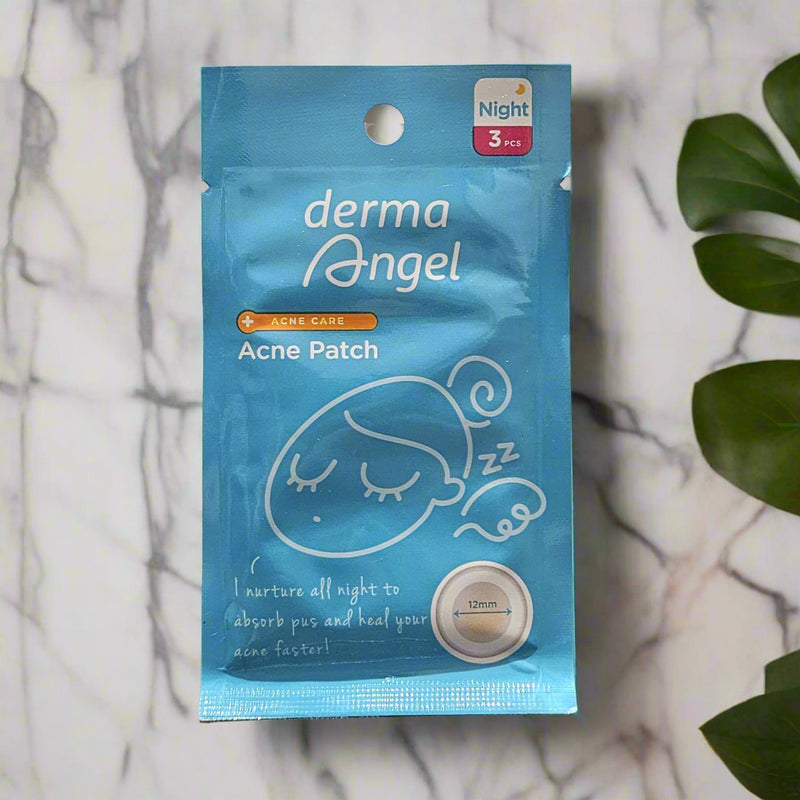 Night
3 PCS
derma
Angel
ACNE CARE
Acne Patch
zz
I nurture all night to
absorb pus and heal your
acne faster!
12mm